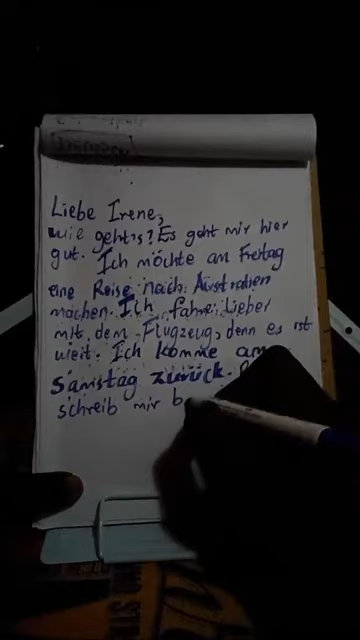 Liebe Irene,
wie geht's? Es geht mir hier
gut. Ich möchte am Freitag
eine Reise nach Australien
machen. Ich fahre lieber
mit dem Flugzeug, denn es ist
weit. Ich komme am
Samstag zurück.
schreib mir b